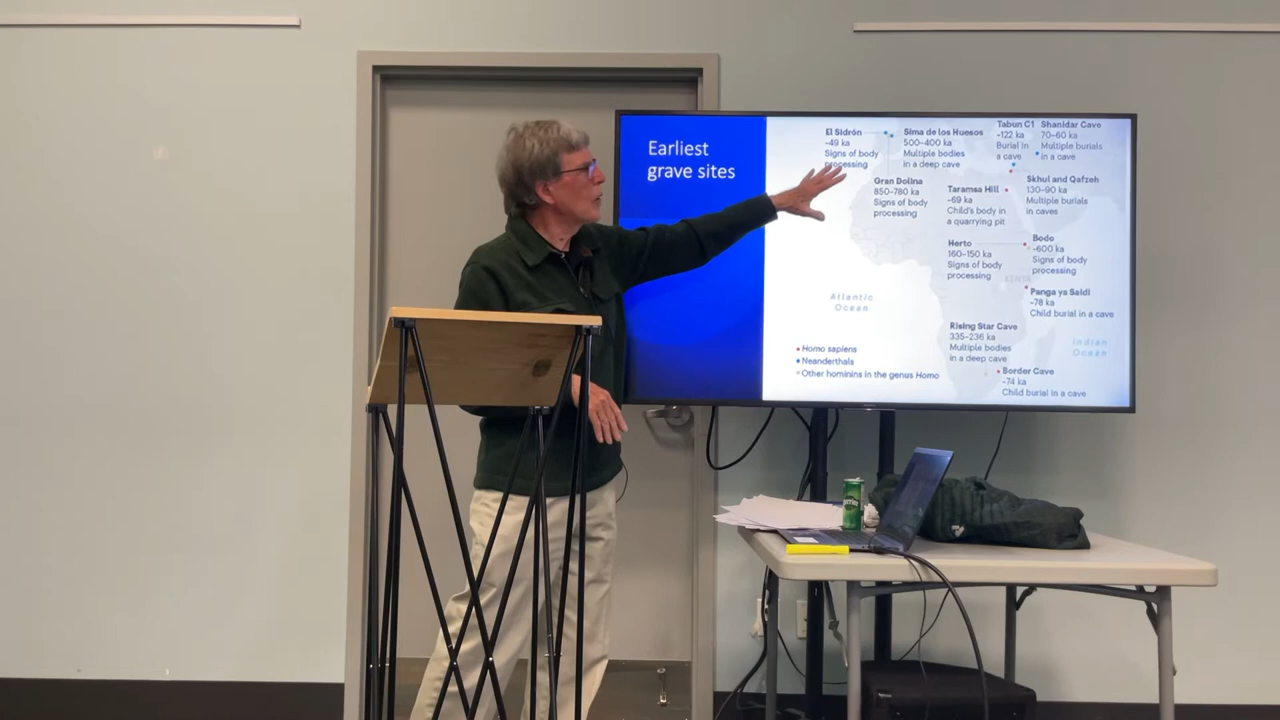 Earliest
grave sites
El Sidrón
~49 ka
Signs of body
processing
Sima de los Huesos
500–400 ka
Multiple bodies
in a deep cave
Tabun C1
~122 ka
Burial in
a cave
Shanidar Cave
70–60 ka
Multiple burials
in a cave
Gran Dolina
850–780 ka
Signs of body
processing
Taramsa Hill
~69 ka
Child's body in
a quarrying pit
Skhul and Qafzeh
130–90 ka
Multiple burials
in caves
Herto
160–150 ka
Signs of body
processing
Bodo
~600 ka
Signs of body
processing
KENYA
Panga ya Saidi
~78 ka
Child burial in a cave
Atlantic
Ocean
Rising Star Cave
335–236 ka
Multiple bodies
in a deep cave
Indian
Ocean
Border Cave
~74 ka
Child burial in a cave
Homo sapiens
Neanderthals
Other hominins in the genus Homo
perrier